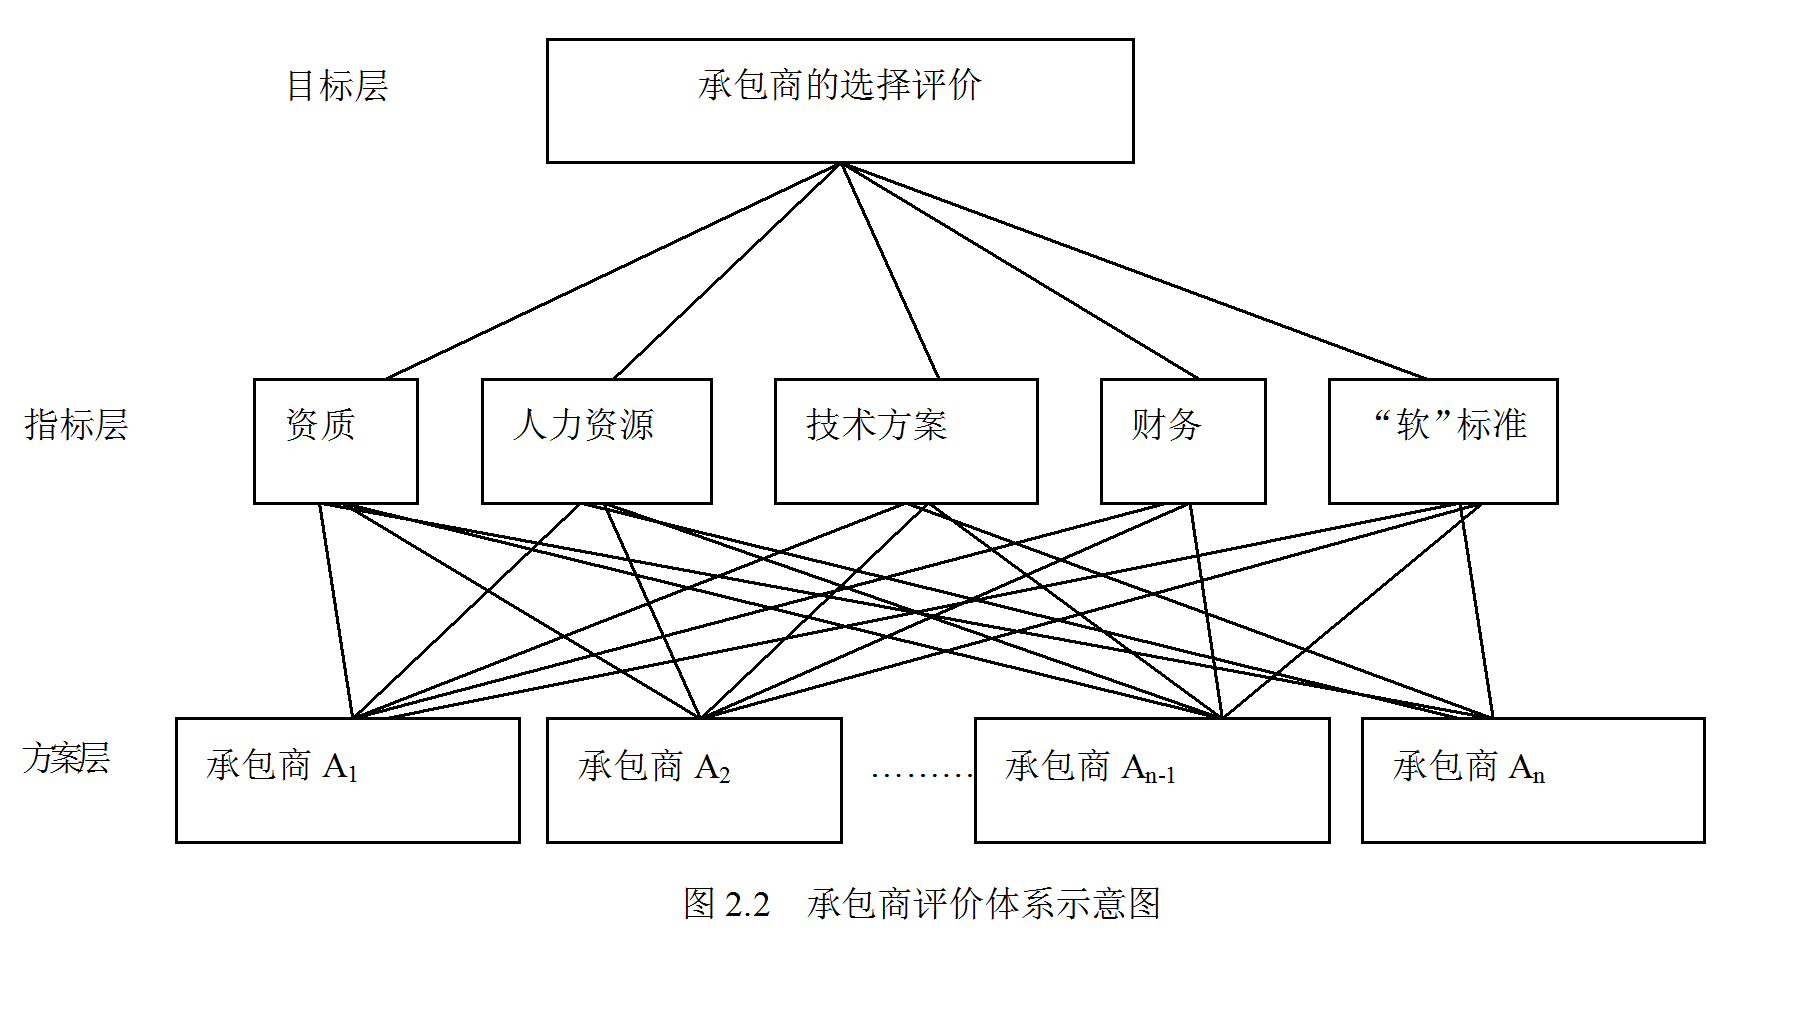 目标层 承包商的选择评价
指标层 资质 人力资源 技术方案 财务 “软”标准
方案层 承包商 A1 承包商 A2 ……… 承包商 An-1 承包商 An
图 2.2 承包商评价体系示意图